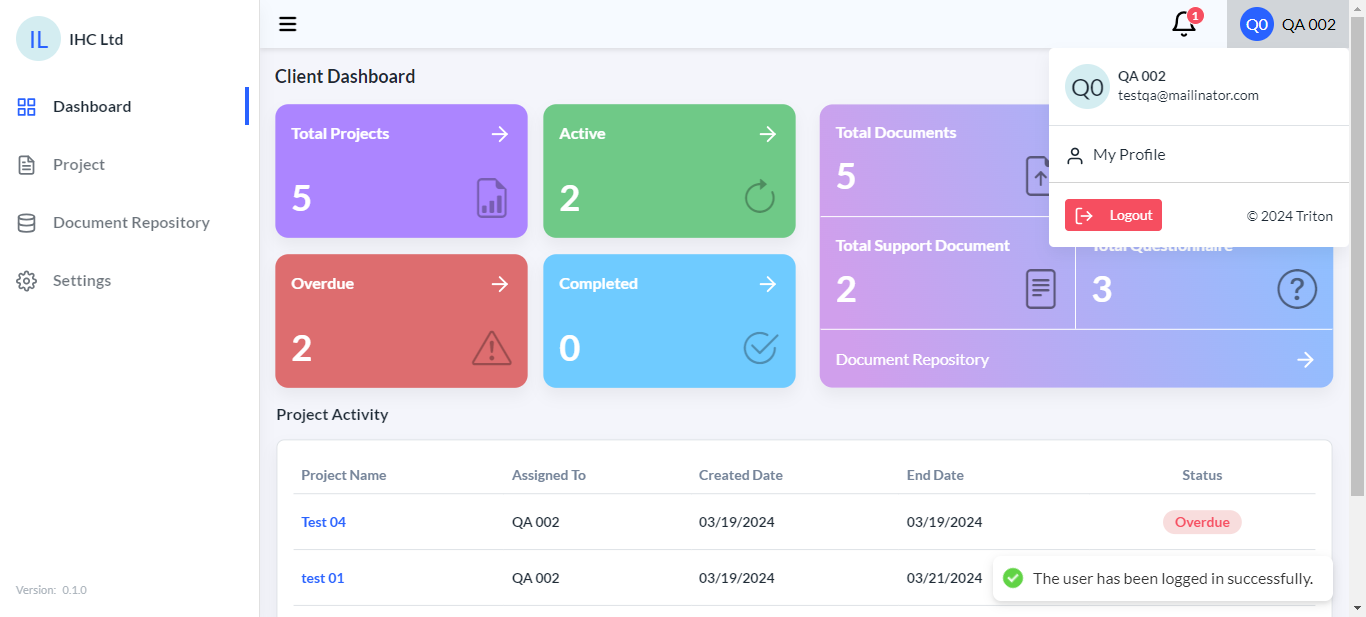 IL IHC Ltd
Dashboard
Project
Document Repository
Settings
Version: 0.1.0
1
Q0 QA 002
Q0 QA 002
testqa@mailinator.com
My Profile
Logout © 2024 Triton
Client Dashboard
Total Projects
5
Active
2
Overdue
2
Completed
0
Total Documents
5
Total Support Document
2
Total Questionnaire
3
Document Repository
Project Activity
Project Name Assigned To Created Date End Date Status
Test 04 QA 002 03/19/2024 03/19/2024 Overdue
test 01 QA 002 03/19/2024 03/21/2024
The user has been logged in successfully.